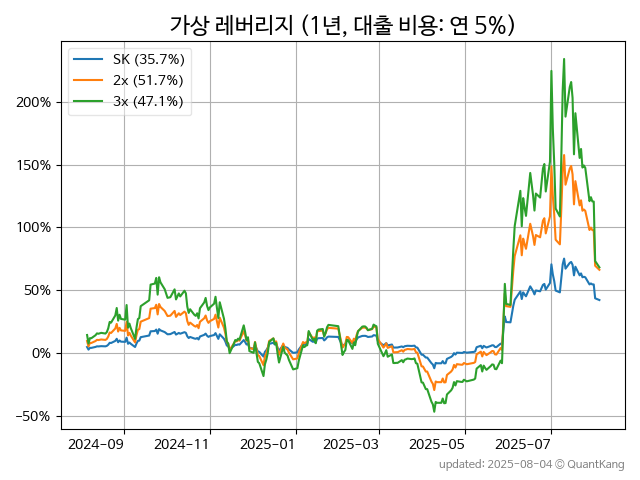 가상 레버리지 (1년, 대출 비용: 연 5%)
SK (35.7%)
2x (51.7%)
3x (47.1%)
200%
150%
100%
50%
0%
−50%
2024-09 2024-11 2025-01 2025-03 2025-05 2025-07
updated: 2025-08-04 © QuantKang